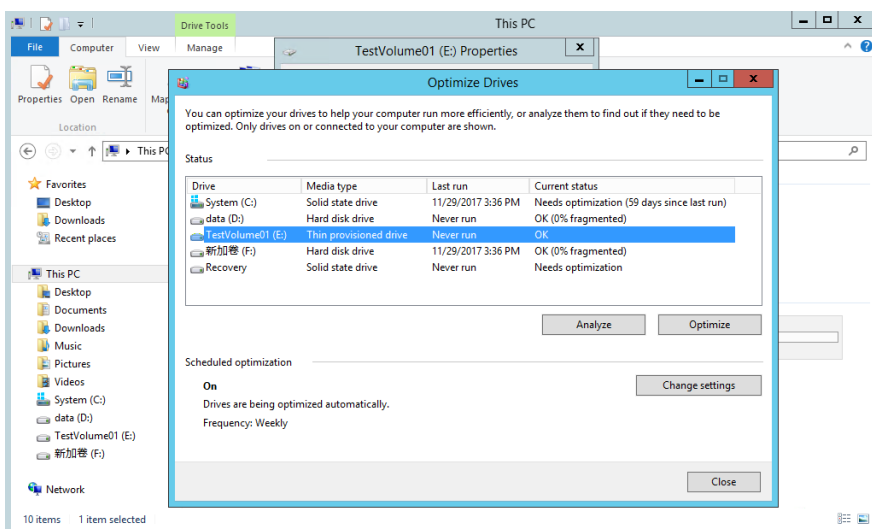 Drive Tools
This PC
File Computer View Manage
TestVolume01 (E:) Properties
Properties Open Rename Map
Location
This PC
Optimize Drives
You can optimize your drives to help your computer run more efficiently, or analyze them to find out if they need to be
optimized. Only drives on or connected to your computer are shown.
Status
Drive Media type Last run Current status
System (C:) Solid state drive 11/29/2017 3:36 PM Needs optimization (59 days since last run)
data (D:) Hard disk drive Never run OK (0% fragmented)
TestVolume01 (E:) Thin provisioned drive Never run OK
新加卷 (F:) Hard disk drive 11/29/2017 3:36 PM OK (0% fragmented)
Recovery Solid state drive Never run Needs optimization
Analyze Optimize
Scheduled optimization
On
Drives are being optimized automatically.
Frequency: Weekly
Change settings
Close
Favorites
Desktop
Downloads
Recent places
This PC
Desktop
Documents
Downloads
Music
Pictures
Videos
System (C:)
data (D:)
TestVolume01 (E:)
新加卷 (F:)
Network
10 items 1 item selected